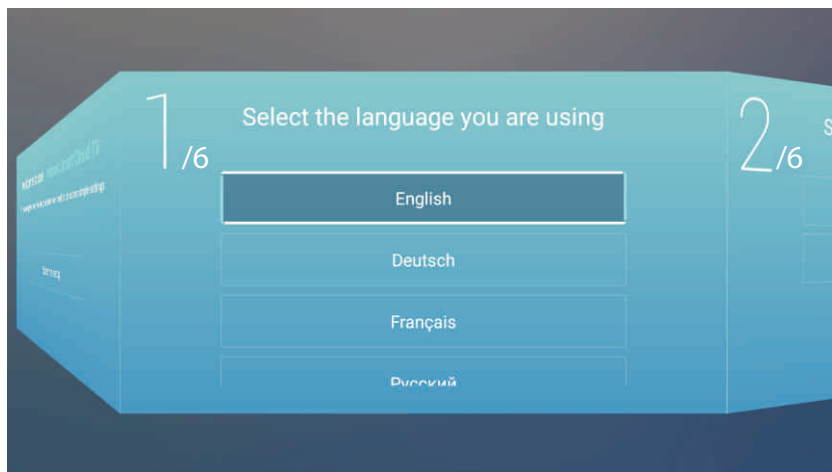 1/6
Select the language you are using
English
Deutsch
Français
Русский
2/6
S